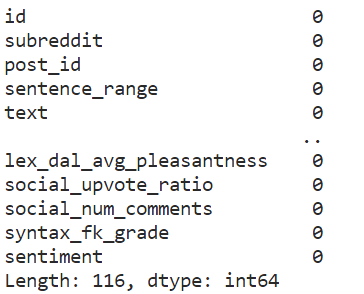 id 0
subreddit 0
post_id 0
sentence_range 0
text 0
..
lex_dal_avg_pleasantness 0
social_upvote_ratio 0
social_num_comments 0
syntax_fk_grade 0
sentiment 0
Length: 116, dtype: int64